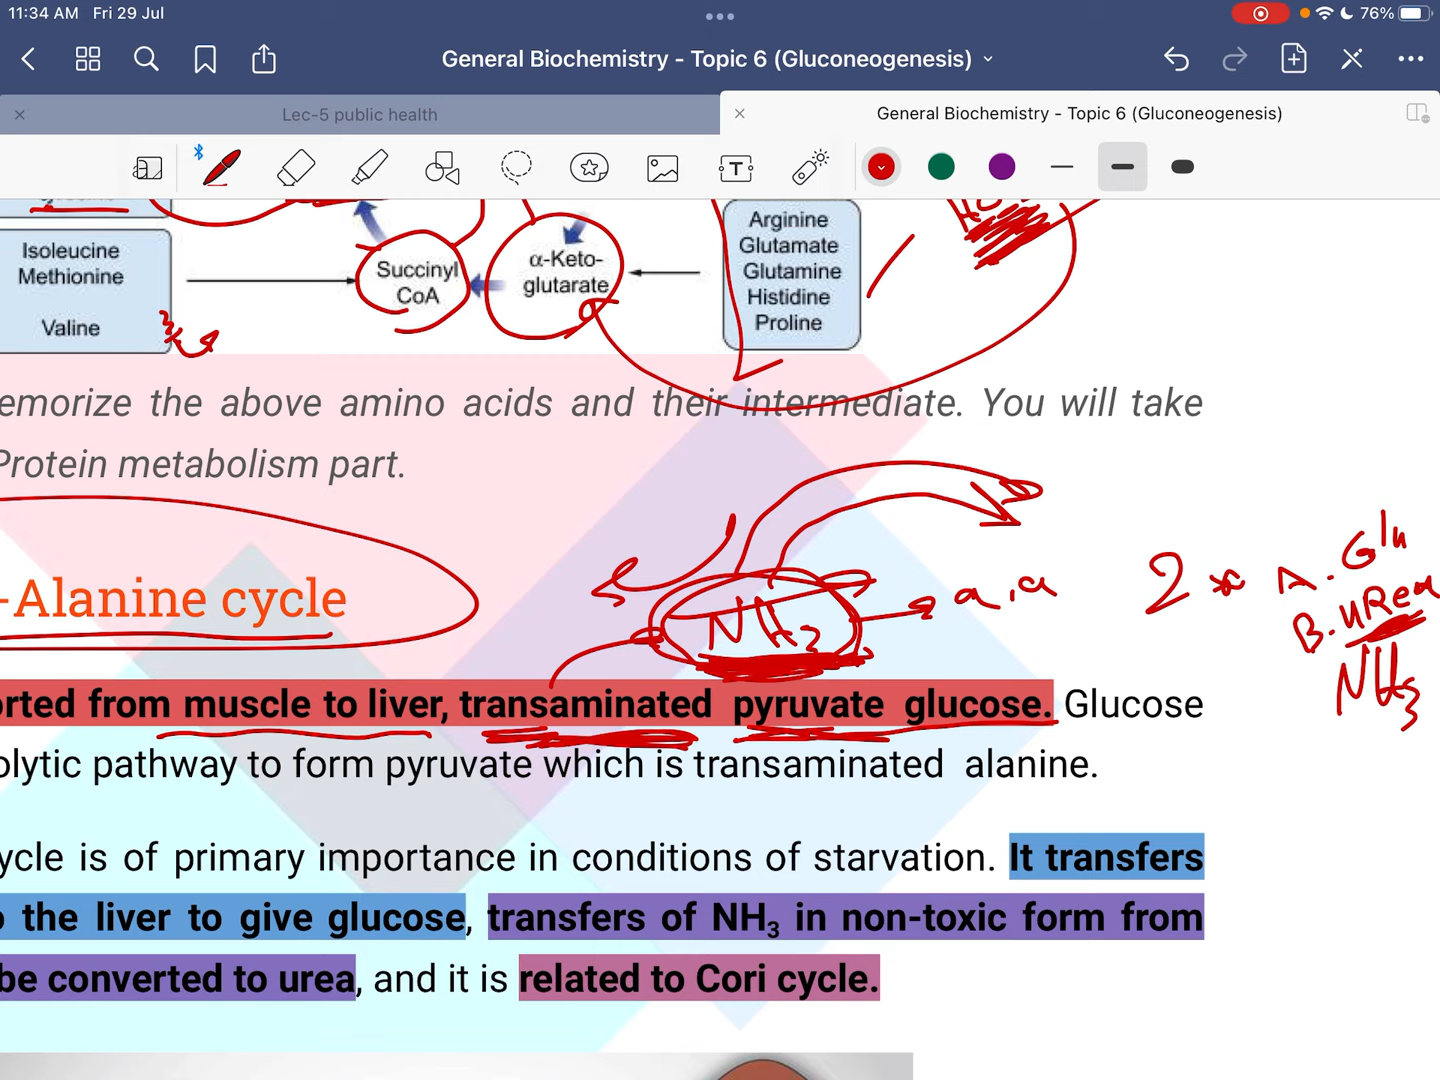 11:34 AM Fri 29 Jul
76%
General Biochemistry - Topic 6 (Gluconeogenesis)
Lec-5 public health
General Biochemistry - Topic 6 (Gluconeogenesis)
Isoleucine
Methionine
Valine
Succinyl
CoA
α-Keto-
glutarate
Arginine
Glutamate
Glutamine
Histidine
Proline
emorize the above amino acids and their intermediate. You will take
Protein metabolism part.
-Alanine cycle
NH3
a.a
2 *
A. Glu
B. uRea
NH3
orted from muscle to liver, transaminated pyruvate glucose. Glucose
olytic pathway to form pyruvate which is transaminated alanine.
ycle is of primary importance in conditions of starvation. It transfers
o the liver to give glucose, transfers of NH₃ in non-toxic form from
be converted to urea, and it is related to Cori cycle.